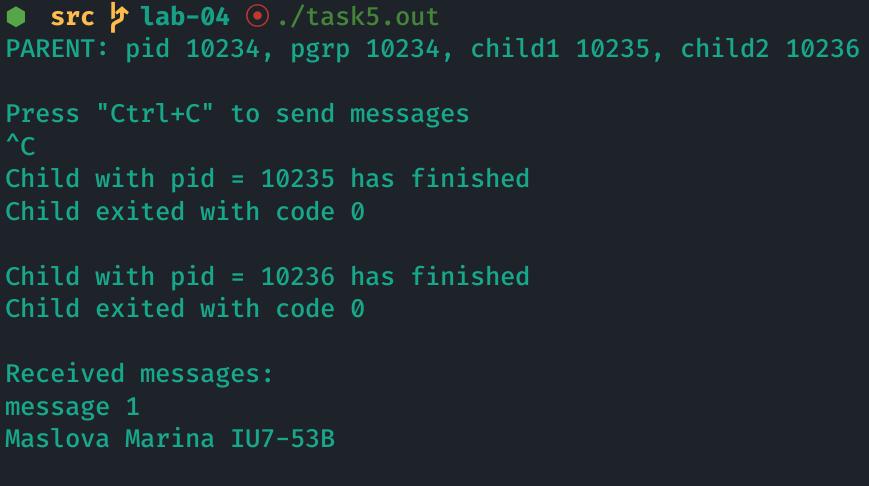 src lab-04 ./task5.out
PARENT: pid 10234, pgrp 10234, child1 10235, child2 10236
Press "Ctrl+C" to send messages
^C
Child with pid = 10235 has finished
Child exited with code 0
Child with pid = 10236 has finished
Child exited with code 0
Received messages:
message 1
Maslova Marina IU7-53B